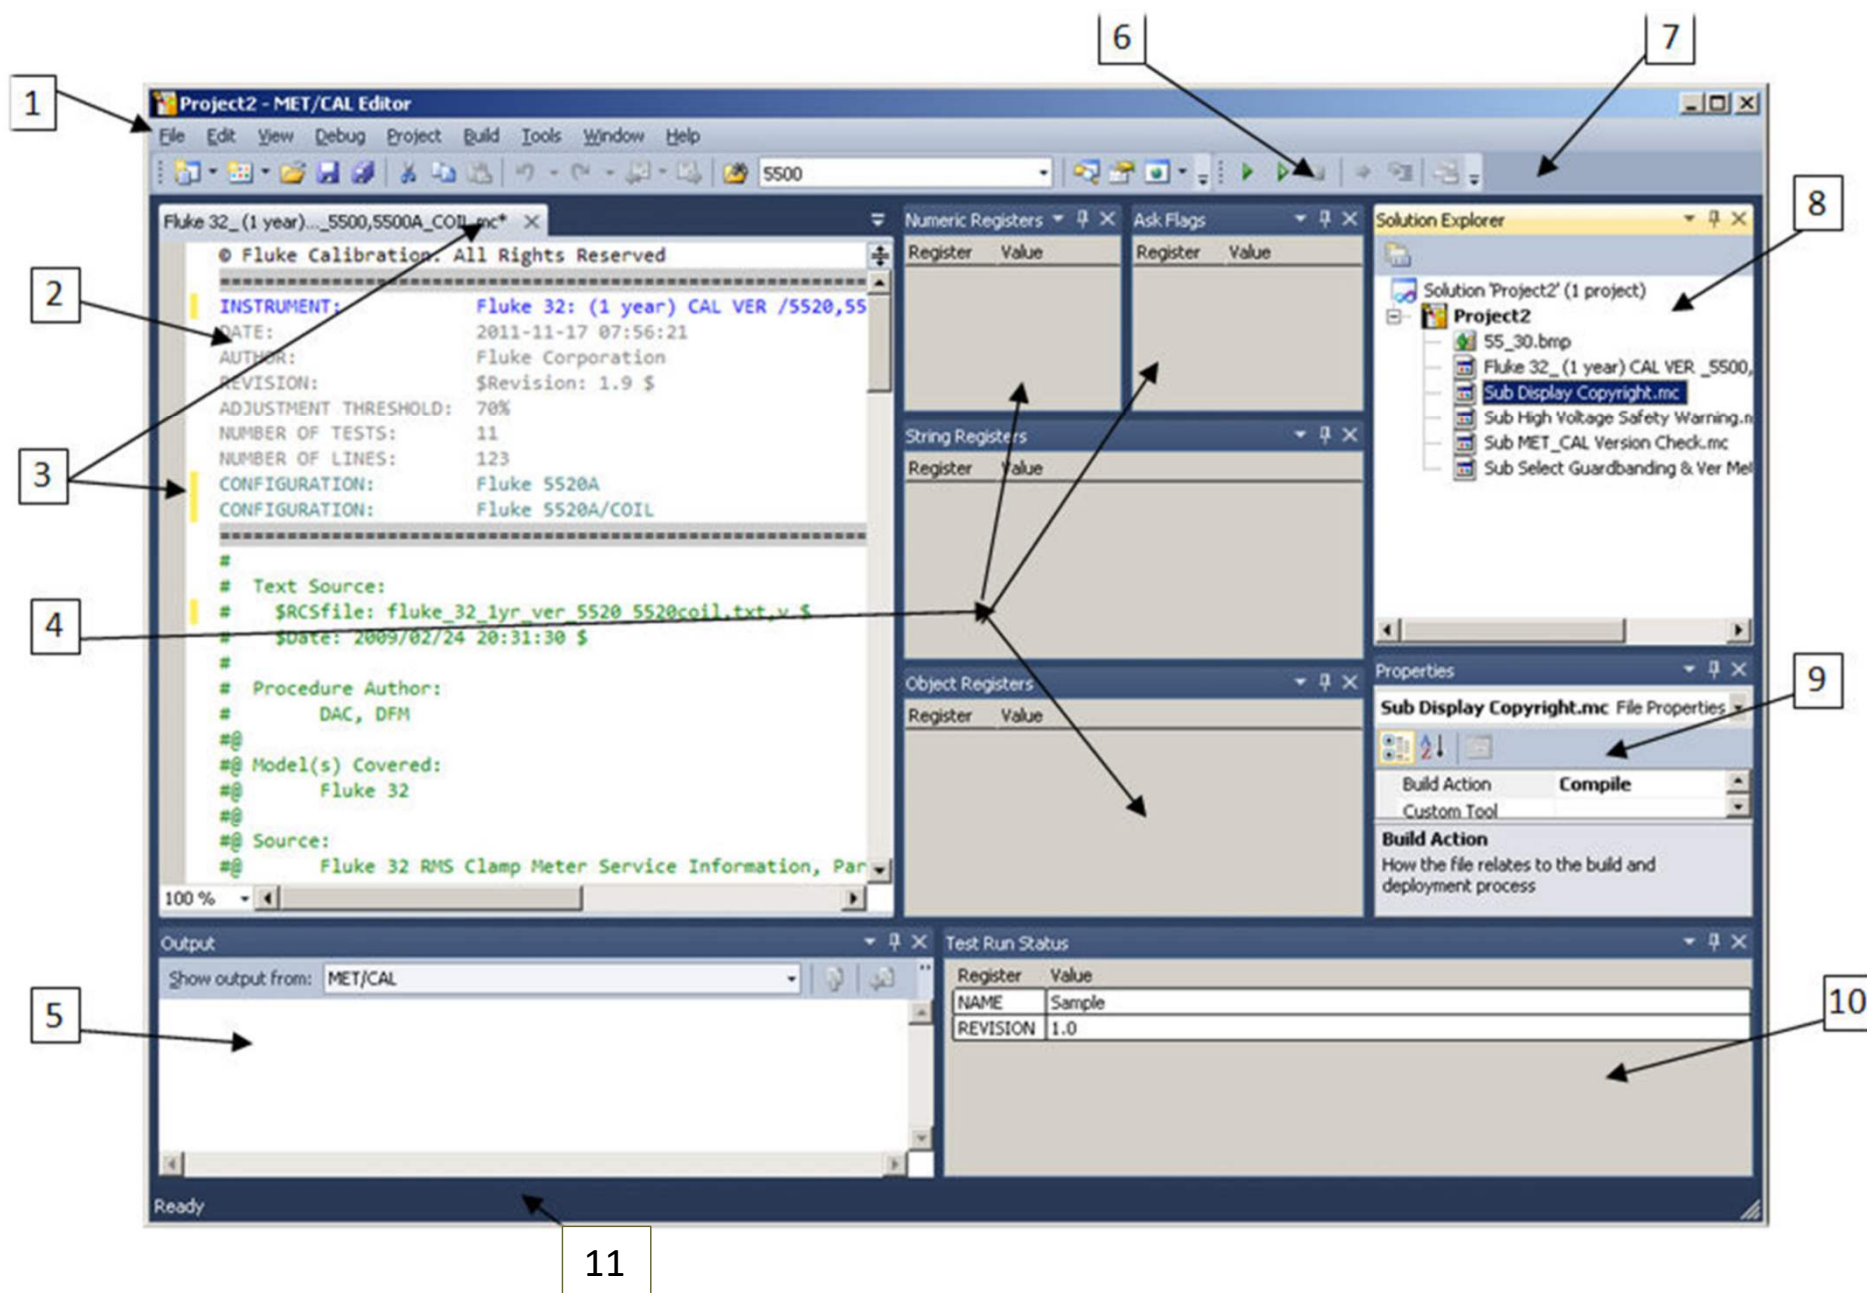 6
7
1
Project2 - MET/CAL Editor
File Edit View Debug Project Build Tools Window Help
5500
8
Fluke 32_ (1 year)..._5500,5500A_COIL.mc*
Numeric Registers
Ask Flags
Solution Explorer
© Fluke Calibration. All Rights Reserved
Register Value
Register Value
2
INSTRUMENT: Fluke 32: (1 year) CAL VER /5520,55
DATE: 2011-11-17 07:56:21
AUTHOR: Fluke Corporation
REVISION: $Revision: 1.9 $
ADJUSTMENT THRESHOLD: 70%
NUMBER OF TESTS: 11
NUMBER OF LINES: 123
CONFIGURATION: Fluke 5520A
CONFIGURATION: Fluke 5520A/COIL
Solution 'Project2' (1 project)
Project2
55_30.bmp
Fluke 32_ (1 year) CAL VER _5500,
Sub Display Copyright.mc
Sub High Voltage Safety Warning.m
Sub MET_CAL Version Check.mc
Sub Select Guardbanding & Ver Met
3
String Registers
Register Value
#
# Text Source:
# $RCSfile: fluke_32_1yr_ver_5520_5520coil.txt,v $
# $Date: 2009/02/24 20:31:30 $
#
# Procedure Author:
# DAC, DFM
#@
#@ Model(s) Covered:
#@ Fluke 32
#@
#@ Source:
#@ Fluke 32 RMS Clamp Meter Service Information, Par
100 %
4
Object Registers
Register Value
Properties
9
Sub Display Copyright.mc File Properties
Build Action Compile
Custom Tool
Build Action
How the file relates to the build and
deployment process
Output
Show output from: MET/CAL
Test Run Status
Register Value
NAME Sample
REVISION 1.0
5
10
Ready
11